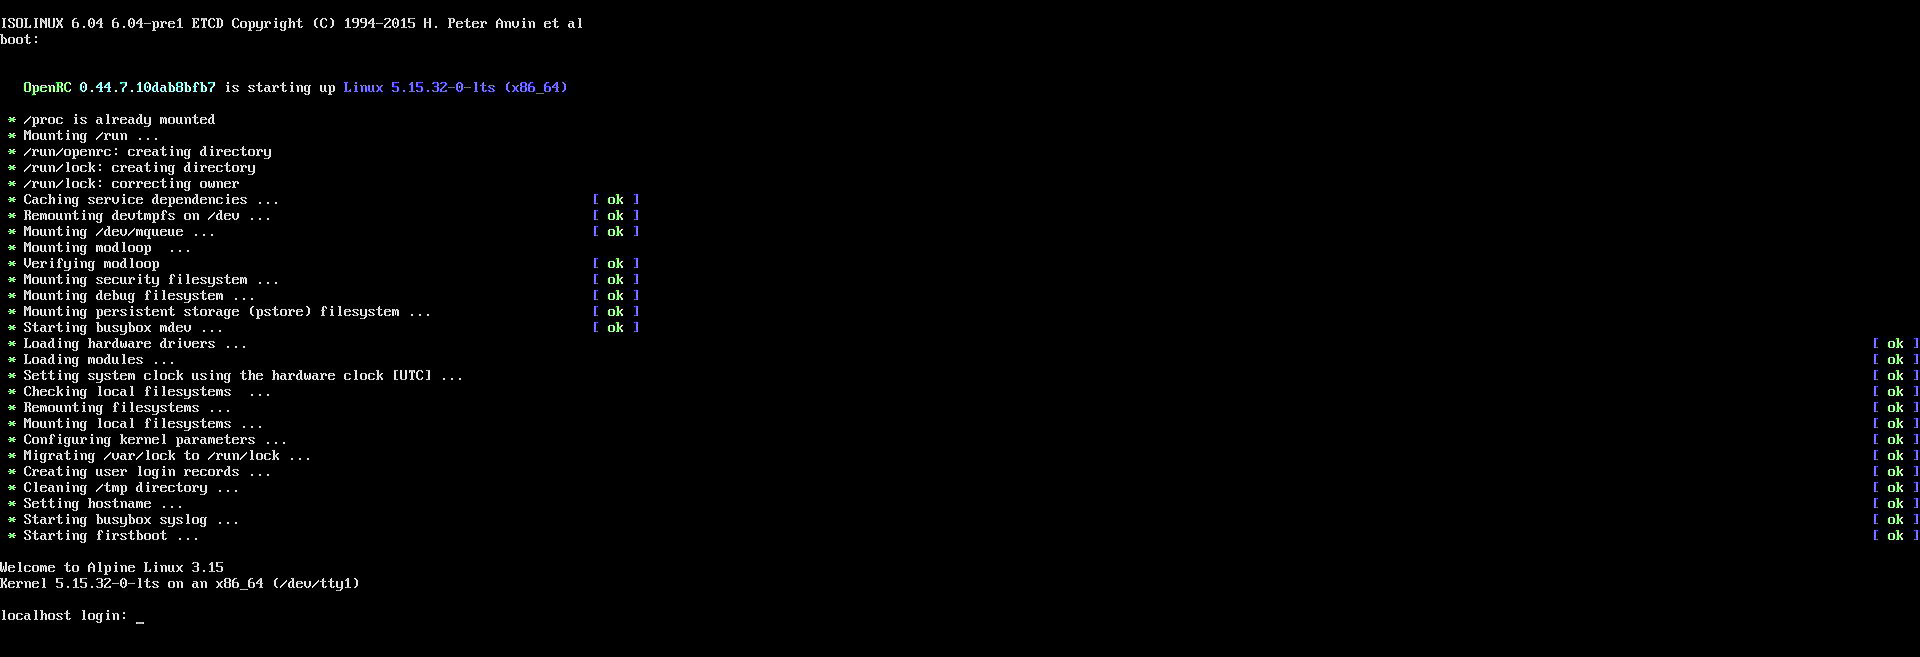 ISOLINUX 6.04 6.04-pre1 ETCD Copyright (C) 1994-2015 H. Peter Anvin et al
boot:
OpenRC 0.44.7.10dab8bfb7 is starting up Linux 5.15.32-0-lts (x86_64)
* /proc is already mounted
* Mounting /run ...
* /run/openrc: creating directory
* /run/lock: creating directory
* /run/lock: correcting owner
* Caching service dependencies ... [ ok ]
* Remounting devtmpfs on /dev ... [ ok ]
* Mounting /dev/mqueue ... [ ok ]
* Mounting modloop  ...
* Verifying modloop [ ok ]
* Mounting security filesystem ... [ ok ]
* Mounting debug filesystem ... [ ok ]
* Mounting persistent storage (pstore) filesystem ... [ ok ]
* Starting busybox mdev ... [ ok ]
* Loading hardware drivers ... [ ok ]
* Loading modules ... [ ok ]
* Setting system clock using the hardware clock [UTC] ... [ ok ]
* Checking local filesystems  ... [ ok ]
* Remounting filesystems ... [ ok ]
* Mounting local filesystems ... [ ok ]
* Configuring kernel parameters ... [ ok ]
* Migrating /var/lock to /run/lock ... [ ok ]
* Creating user login records ... [ ok ]
* Cleaning /tmp directory ... [ ok ]
* Setting hostname ... [ ok ]
* Starting busybox syslog ... [ ok ]
* Starting firstboot ... [ ok ]
Welcome to Alpine Linux 3.15
Kernel 5.15.32-0-lts on an x86_64 (/dev/tty1)
localhost login: _